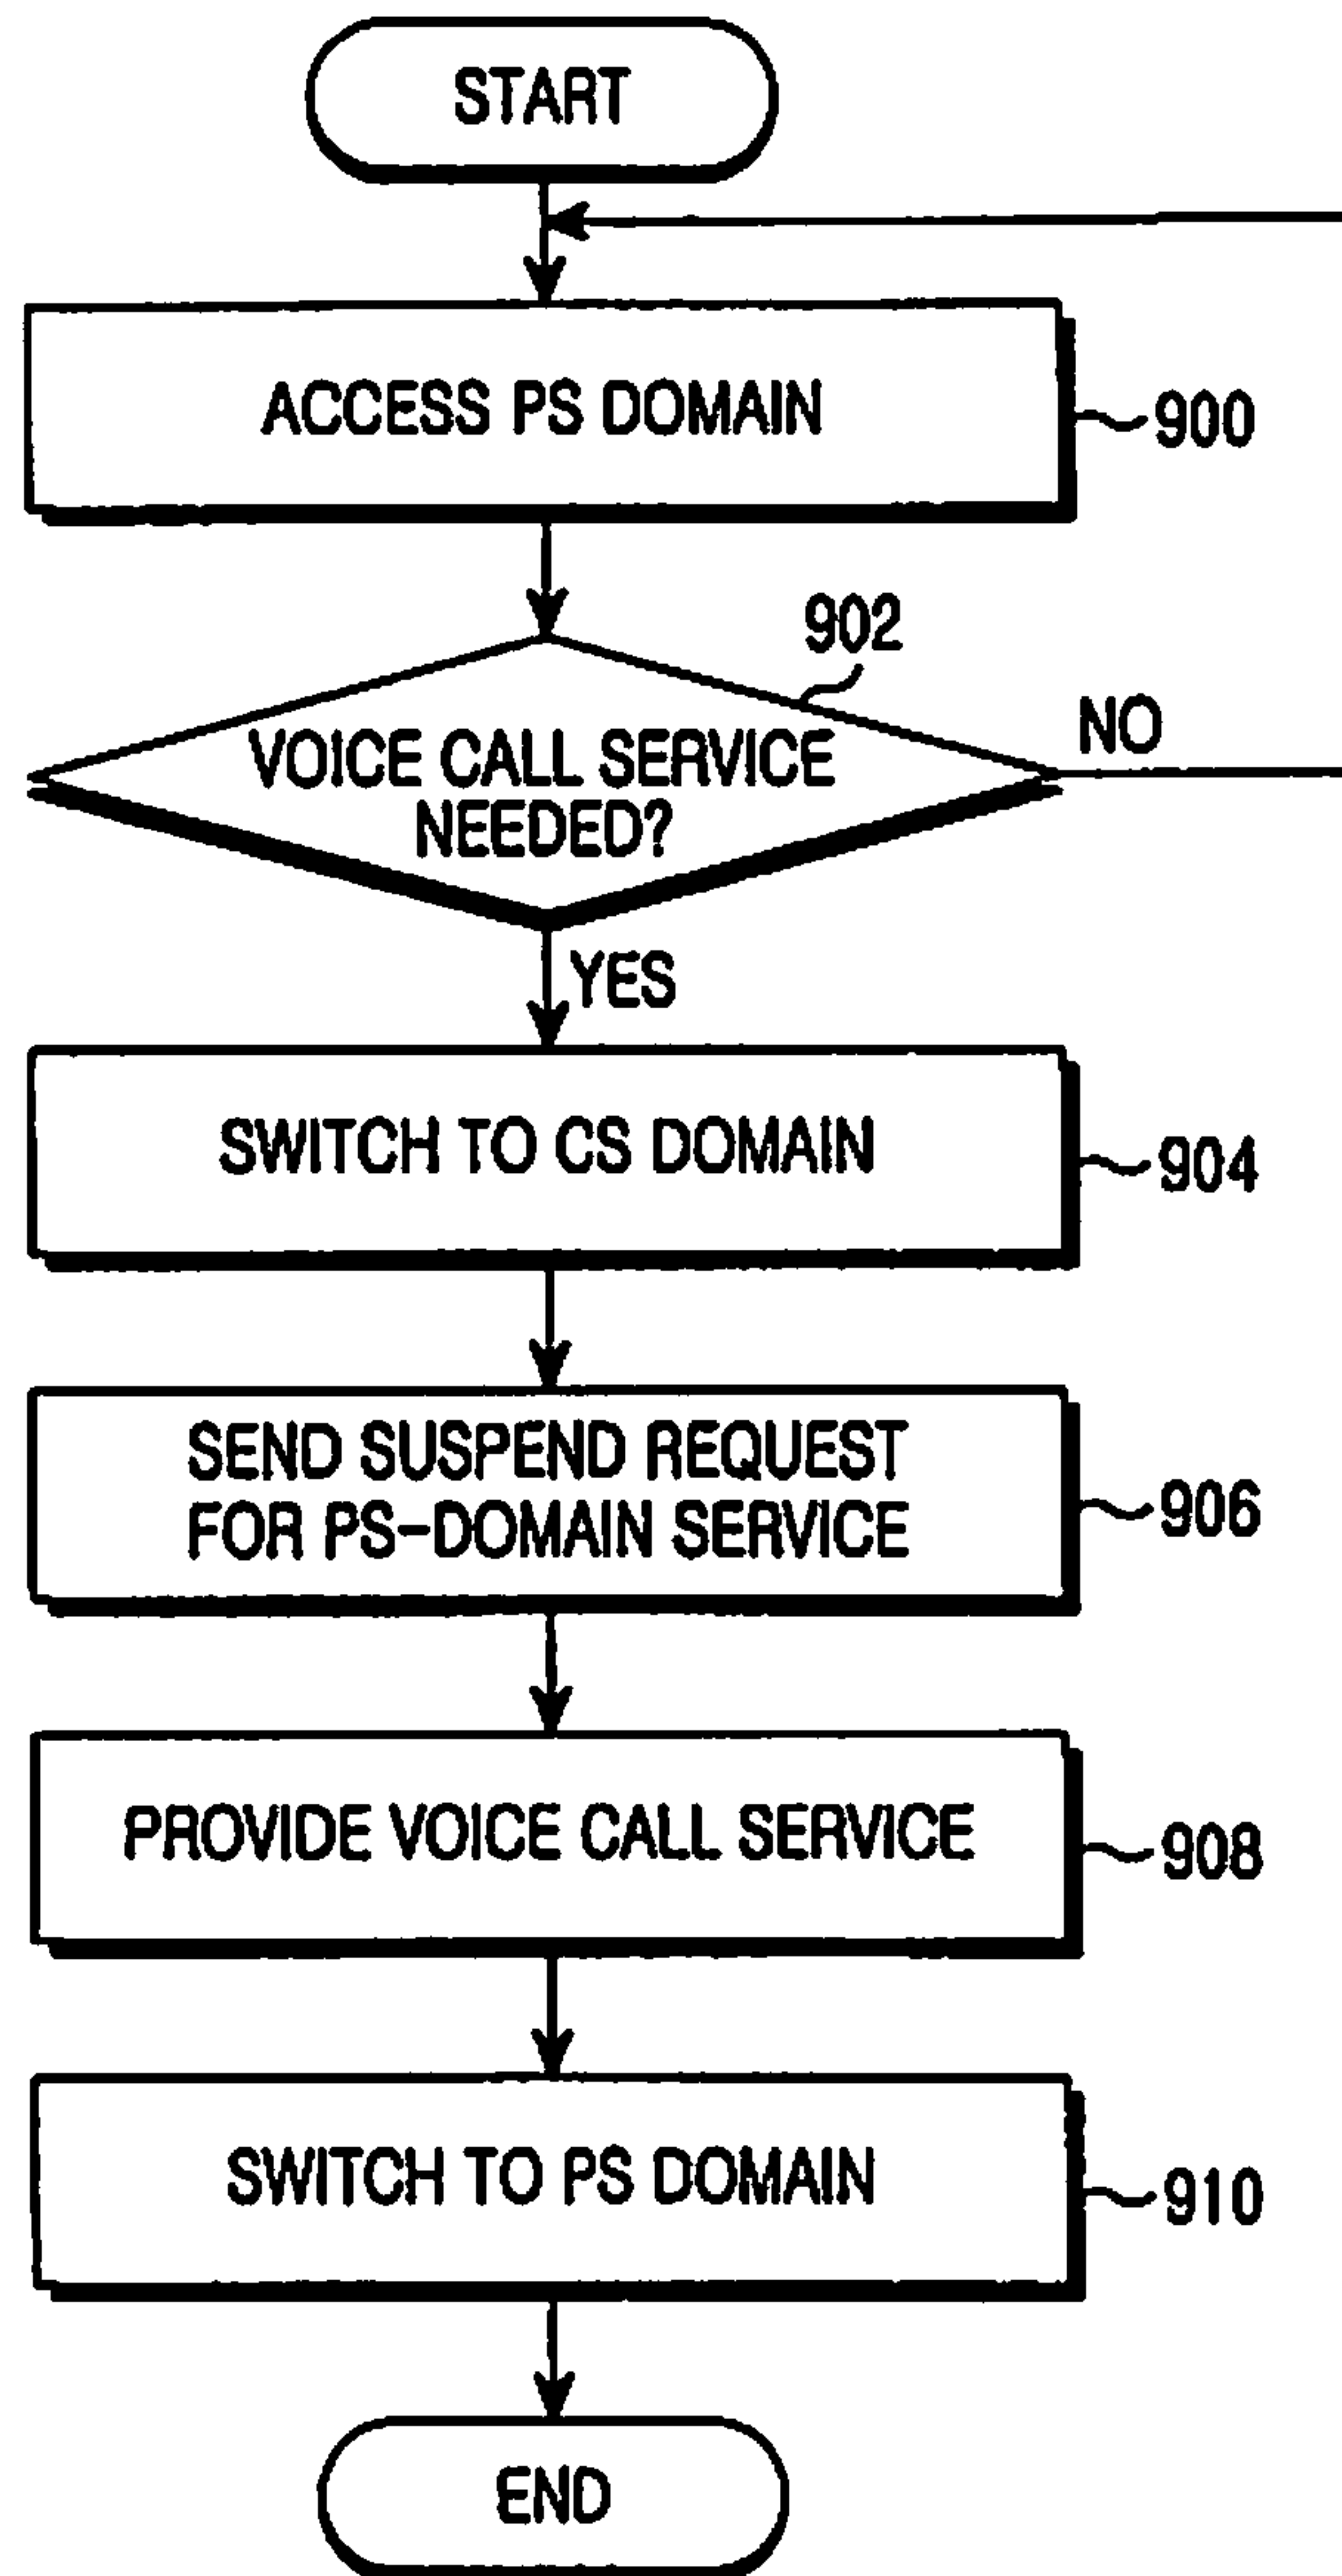 START
ACCESS PS DOMAIN
900
902
VOICE CALL SERVICE
NEEDED?
NO
YES
SWITCH TO CS DOMAIN
904
SEND SUSPEND REQUEST
FOR PS-DOMAIN SERVICE
906
PROVIDE VOICE CALL SERVICE
908
SWITCH TO PS DOMAIN
910
END